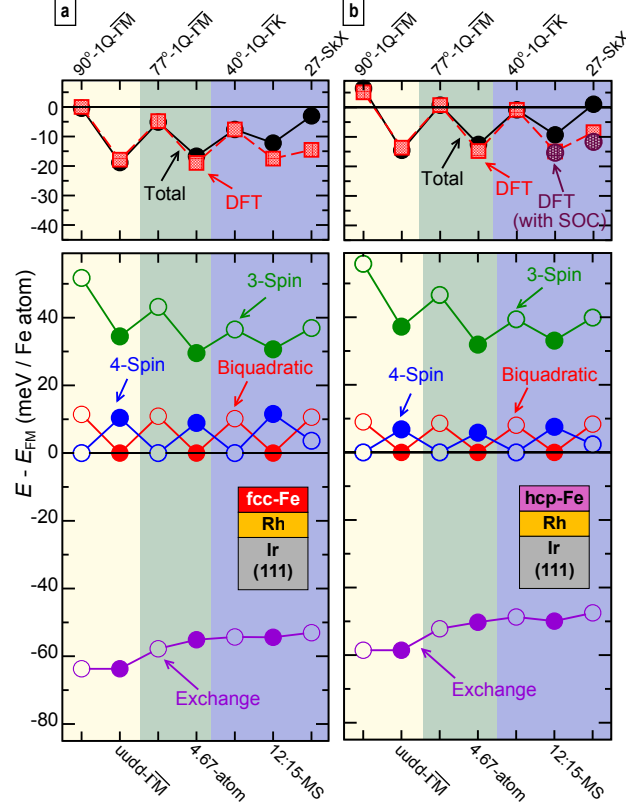 a
b
90°-1Q-Γ̅M̅
77°-1Q-Γ̅M̅
40°-1Q-Γ̅K̅
27-SkX
90°-1Q-Γ̅M̅
77°-1Q-Γ̅M̅
40°-1Q-Γ̅K̅
27-SkX
0
-10
-20
-30
-40
Total
DFT
Total
DFT
DFT
(with SOC)
E - E_FM (meV / Fe atom)
40
20
0
-20
-40
-60
-80
3-Spin
4-Spin
Biquadratic
fcc-Fe
Rh
Ir
(111)
Exchange
3-Spin
4-Spin
Biquadratic
hcp-Fe
Rh
Ir
(111)
Exchange
uudd-Γ̅M̅
4.67-atom
12:15-MS
uudd-Γ̅M̅
4.67-atom
12:15-MS